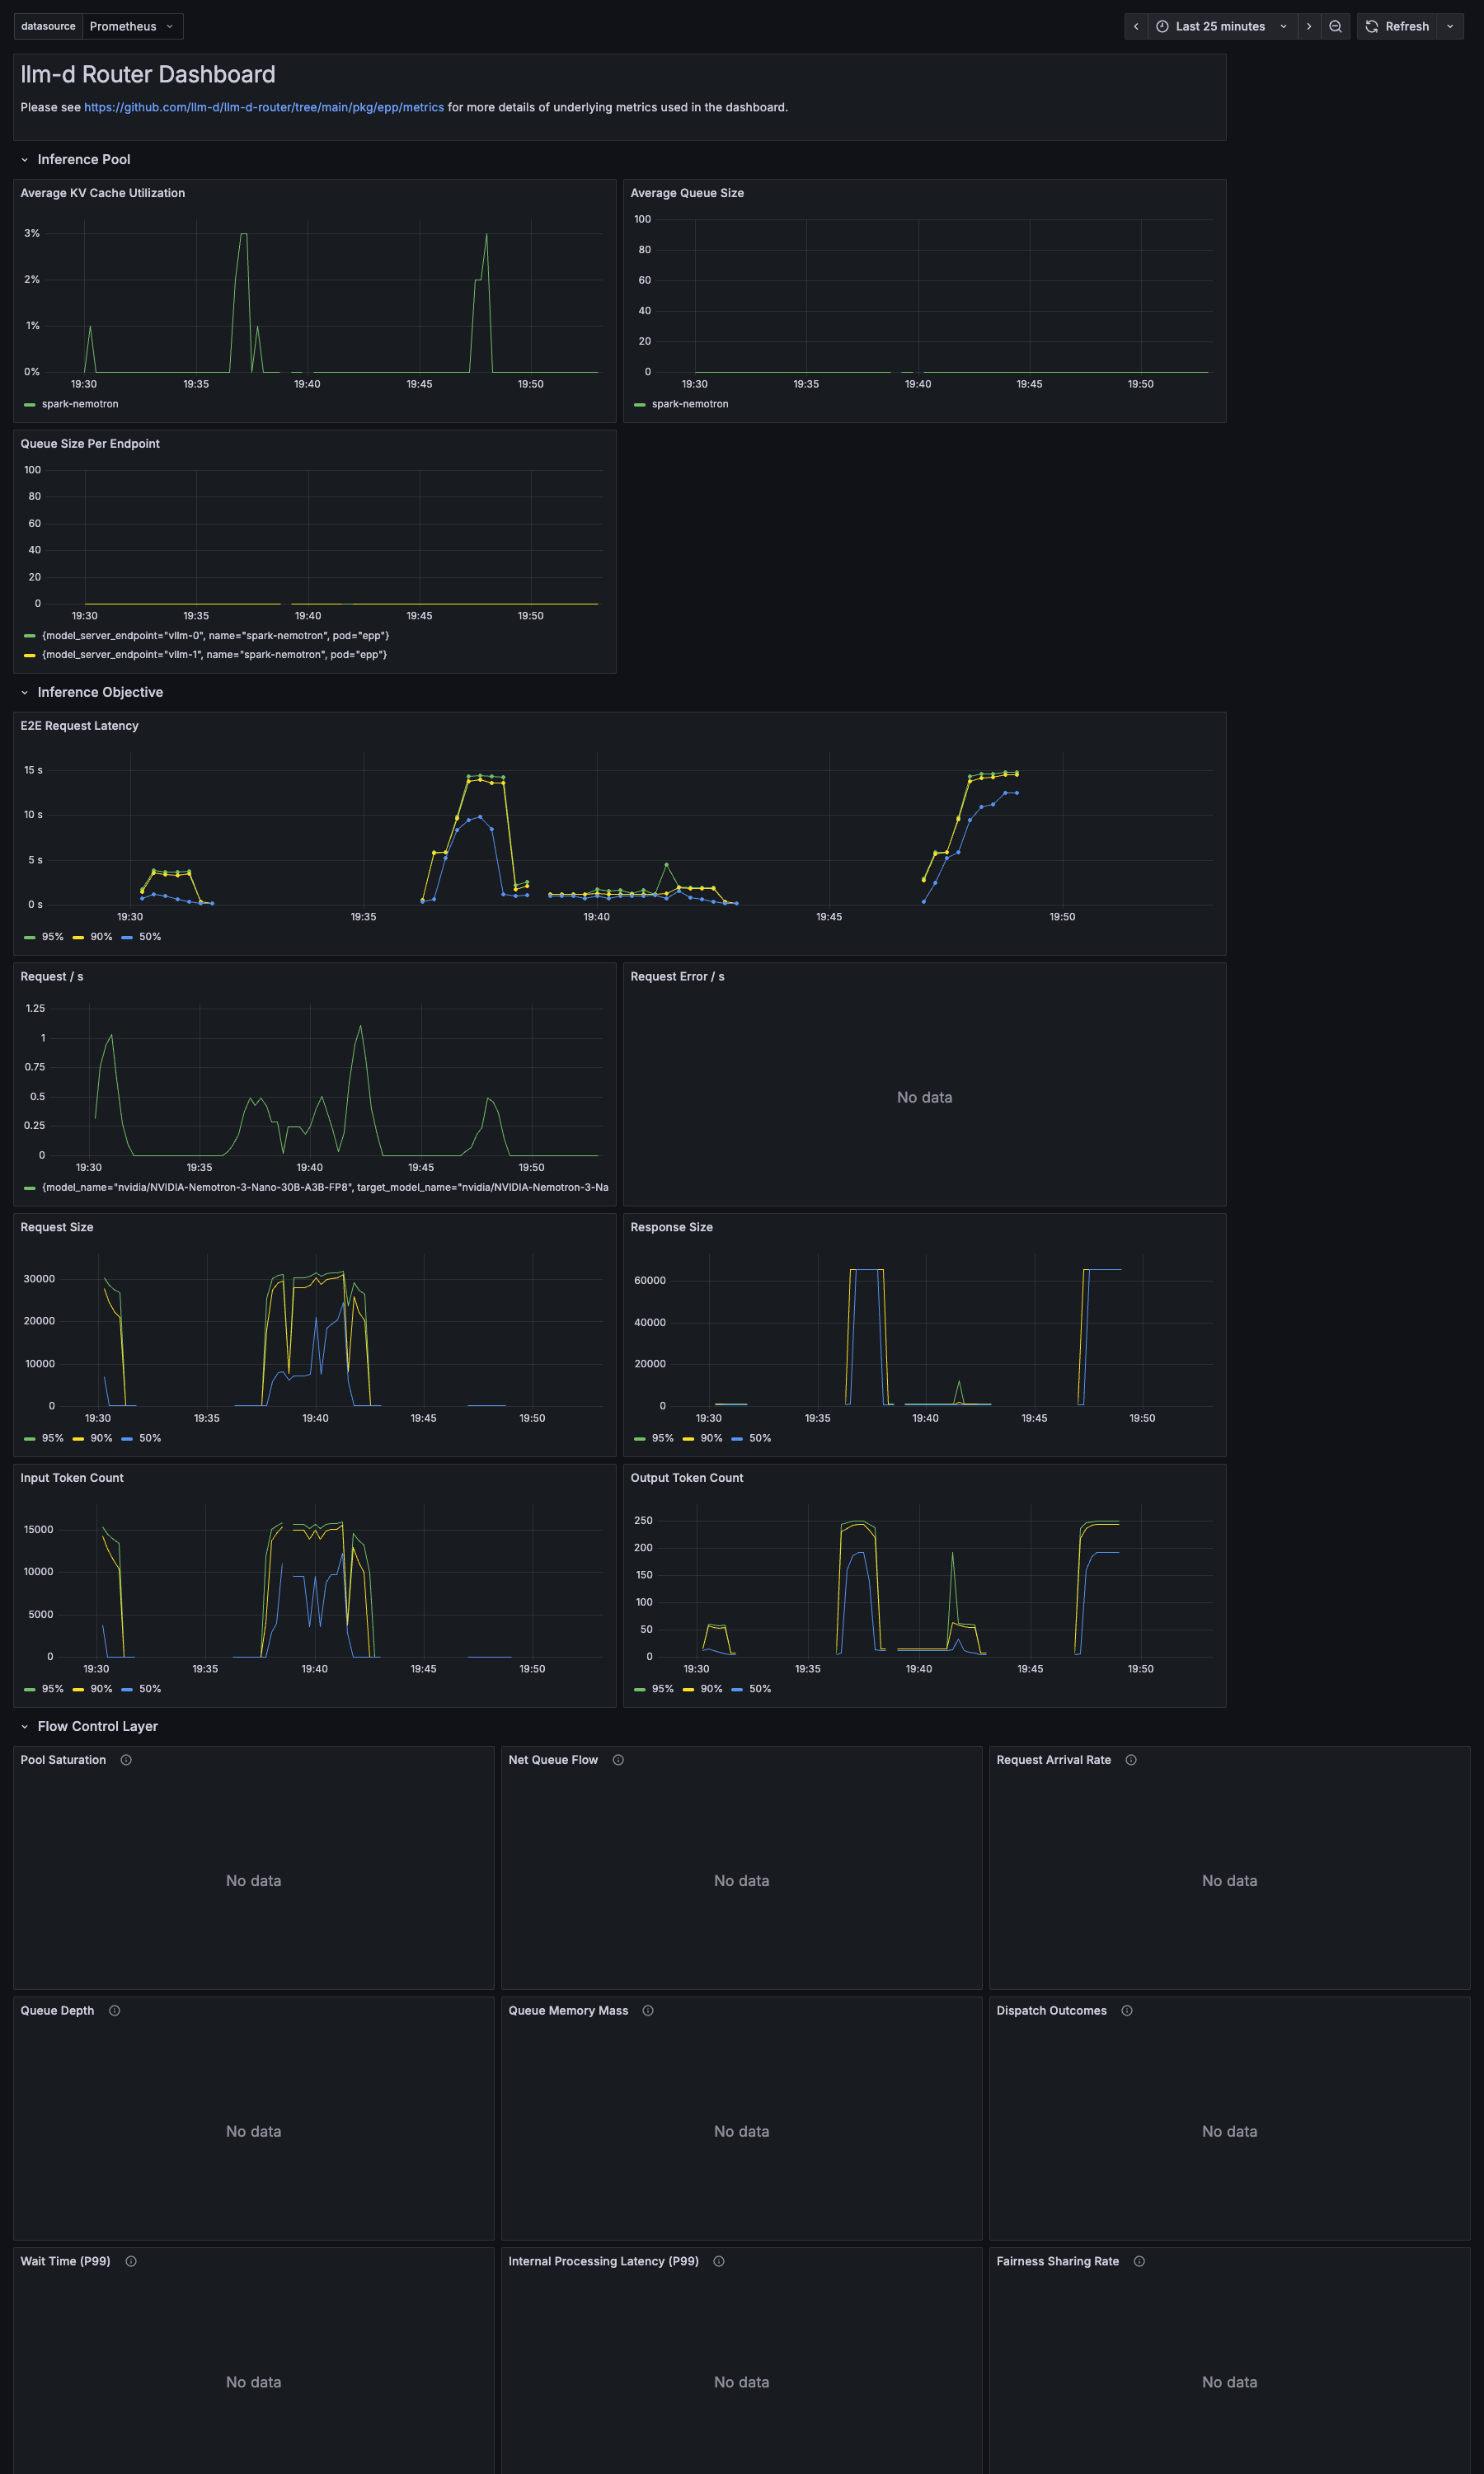 datasource Prometheus Last 25 minutes Refresh
llm-d Router Dashboard
Please see https://github.com/llm-d/llm-d-router/tree/main/pkg/epp/metrics for more details of underlying metrics used in the dashboard.
Inference Pool
Average KV Cache Utilization
3%
2%
1%
0%
19:30 19:35 19:40 19:45 19:50
spark-nemotron
Average Queue Size
100
80
60
40
20
0
19:30 19:35 19:40 19:45 19:50
spark-nemotron
Queue Size Per Endpoint
100
80
60
40
20
0
19:30 19:35 19:40 19:45 19:50
{model_server_endpoint="vllm-0", name="spark-nemotron", pod="epp"}
{model_server_endpoint="vllm-1", name="spark-nemotron", pod="epp"}
Inference Objective
E2E Request Latency
15 s
10 s
5 s
0 s
19:30 19:35 19:40 19:45 19:50
95% 90% 50%
Request / s
1.25
1
0.75
0.5
0.25
0
19:30 19:35 19:40 19:45 19:50
{model_name="nvidia/NVIDIA-Nemotron-3-Nano-30B-A3B-FP8", target_model_name="nvidia/NVIDIA-Nemotron-3-Na
Request Error / s
No data
Request Size
30000
20000
10000
0
19:30 19:35 19:40 19:45 19:50
95% 90% 50%
Response Size
60000
40000
20000
0
19:30 19:35 19:40 19:45 19:50
95% 90% 50%
Input Token Count
15000
10000
5000
0
19:30 19:35 19:40 19:45 19:50
95% 90% 50%
Output Token Count
250
200
150
100
50
0
19:30 19:35 19:40 19:45 19:50
95% 90% 50%
Flow Control Layer
Pool Saturation
No data
Net Queue Flow
No data
Request Arrival Rate
No data
Queue Depth
No data
Queue Memory Mass
No data
Dispatch Outcomes
No data
Wait Time (P99)
No data
Internal Processing Latency (P99)
No data
Fairness Sharing Rate
No data